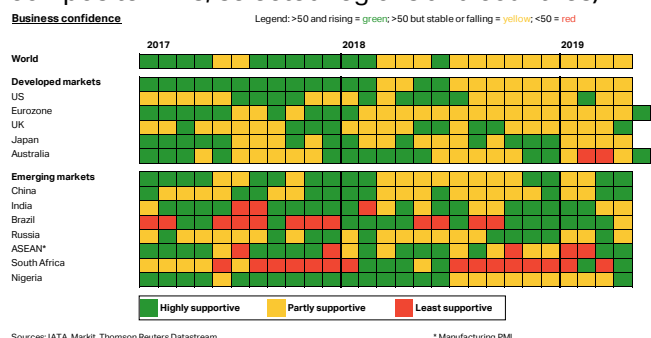 Business confidence
Legend: >50 and rising = green; >50 but stable or falling = yellow; <50 = red
2017 2018 2019
World
Developed markets
US
Eurozone
UK
Japan
Australia
Emerging markets
China
India
Brazil
Russia
ASEAN*
South Africa
Nigeria
Highly supportive Partly supportive Least supportive
Sources: IATA, Markit, Thomson Reuters Datastream * Manufacturing PMI